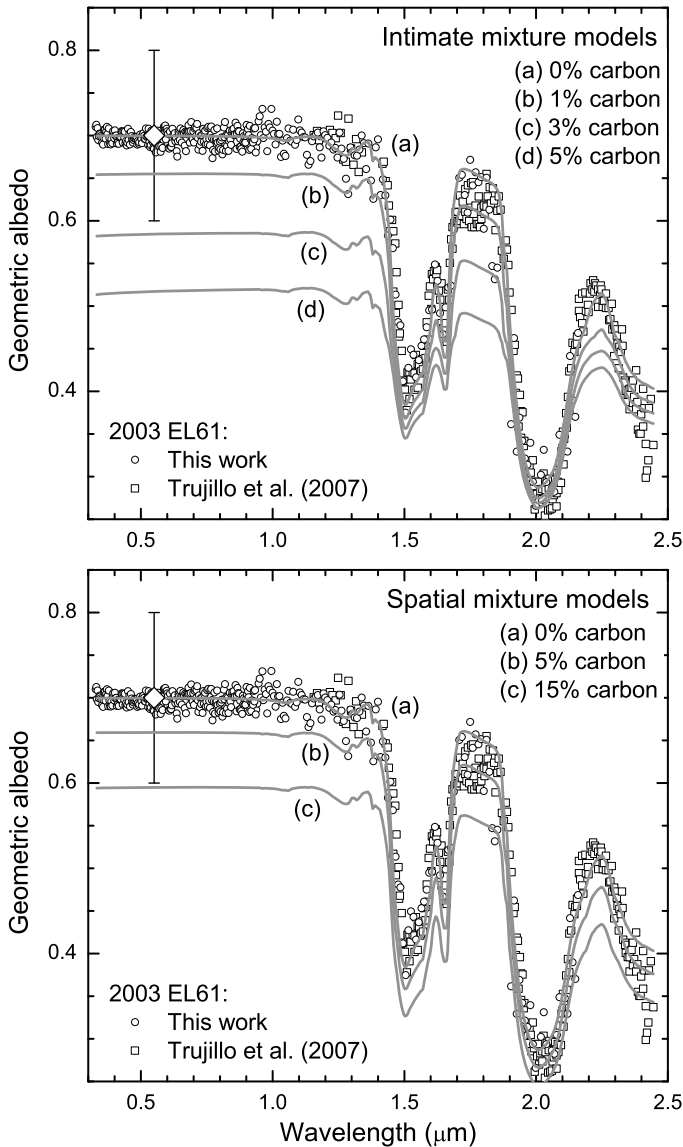 Intimate mixture models
(a) 0% carbon
(b) 1% carbon
(c) 3% carbon
(d) 5% carbon
0.8
0.6
0.4
Geometric albedo
(a)
(b)
(c)
(d)
2003 EL61:
This work
Trujillo et al. (2007)
0.5 1.0 1.5 2.0 2.5
Spatial mixture models
(a) 0% carbon
(b) 5% carbon
(c) 15% carbon
0.8
0.6
0.4
Geometric albedo
(a)
(b)
(c)
2003 EL61:
This work
Trujillo et al. (2007)
0.5 1.0 1.5 2.0 2.5
Wavelength (μm)